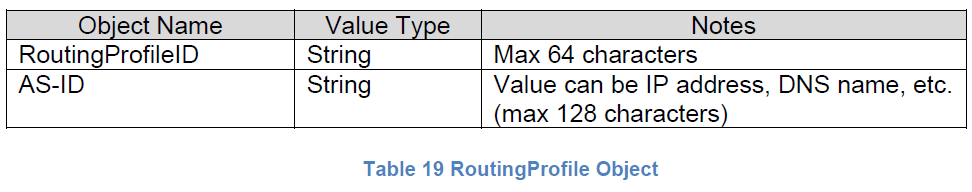 Object Name Value Type Notes
RoutingProfileID String Max 64 characters
AS-ID String Value can be IP address, DNS name, etc.
(max 128 characters)
Table 19 RoutingProfile Object